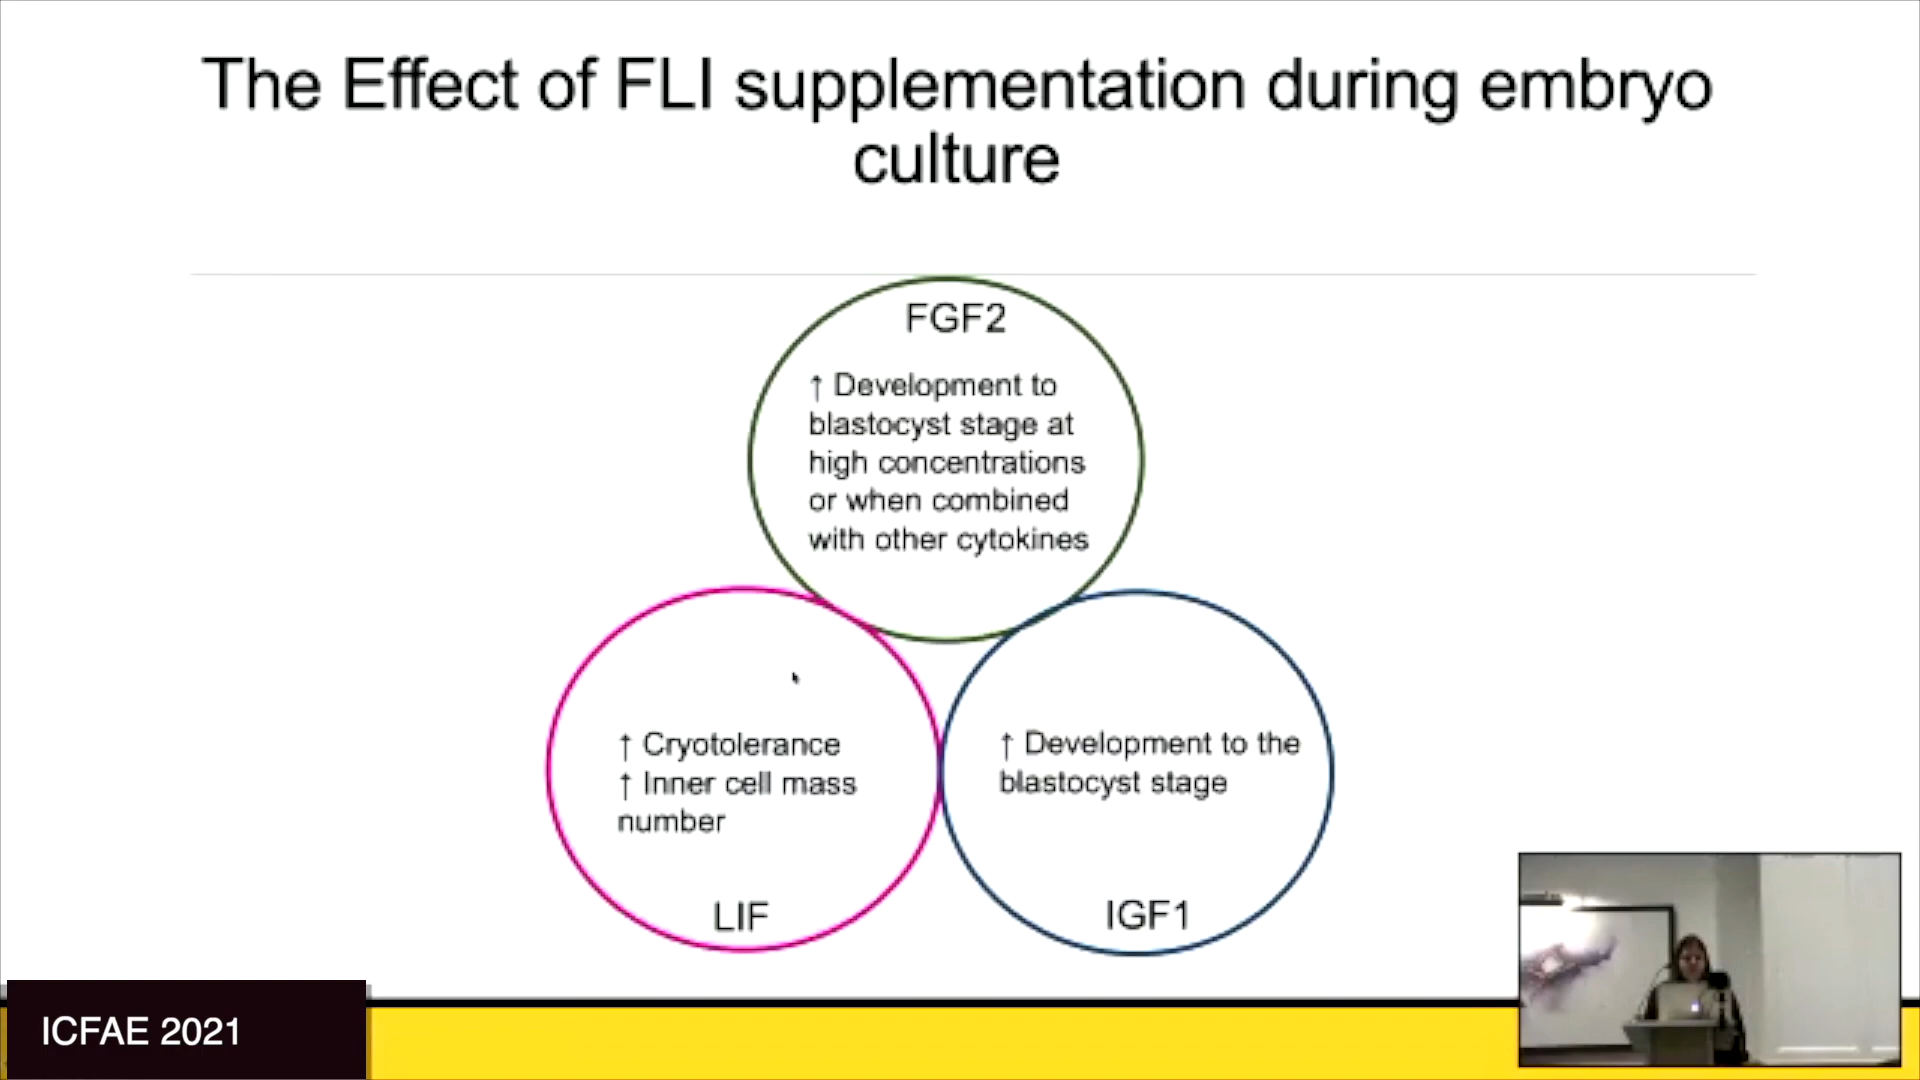 The Effect of FLI supplementation during embryo
culture
FGF2
↑ Development to
blastocyst stage at
high concentrations
or when combined
with other cytokines
↑ Cryotolerance
↑ Inner cell mass
number
LIF
↑ Development to the
blastocyst stage
IGF1
ICFAE 2021